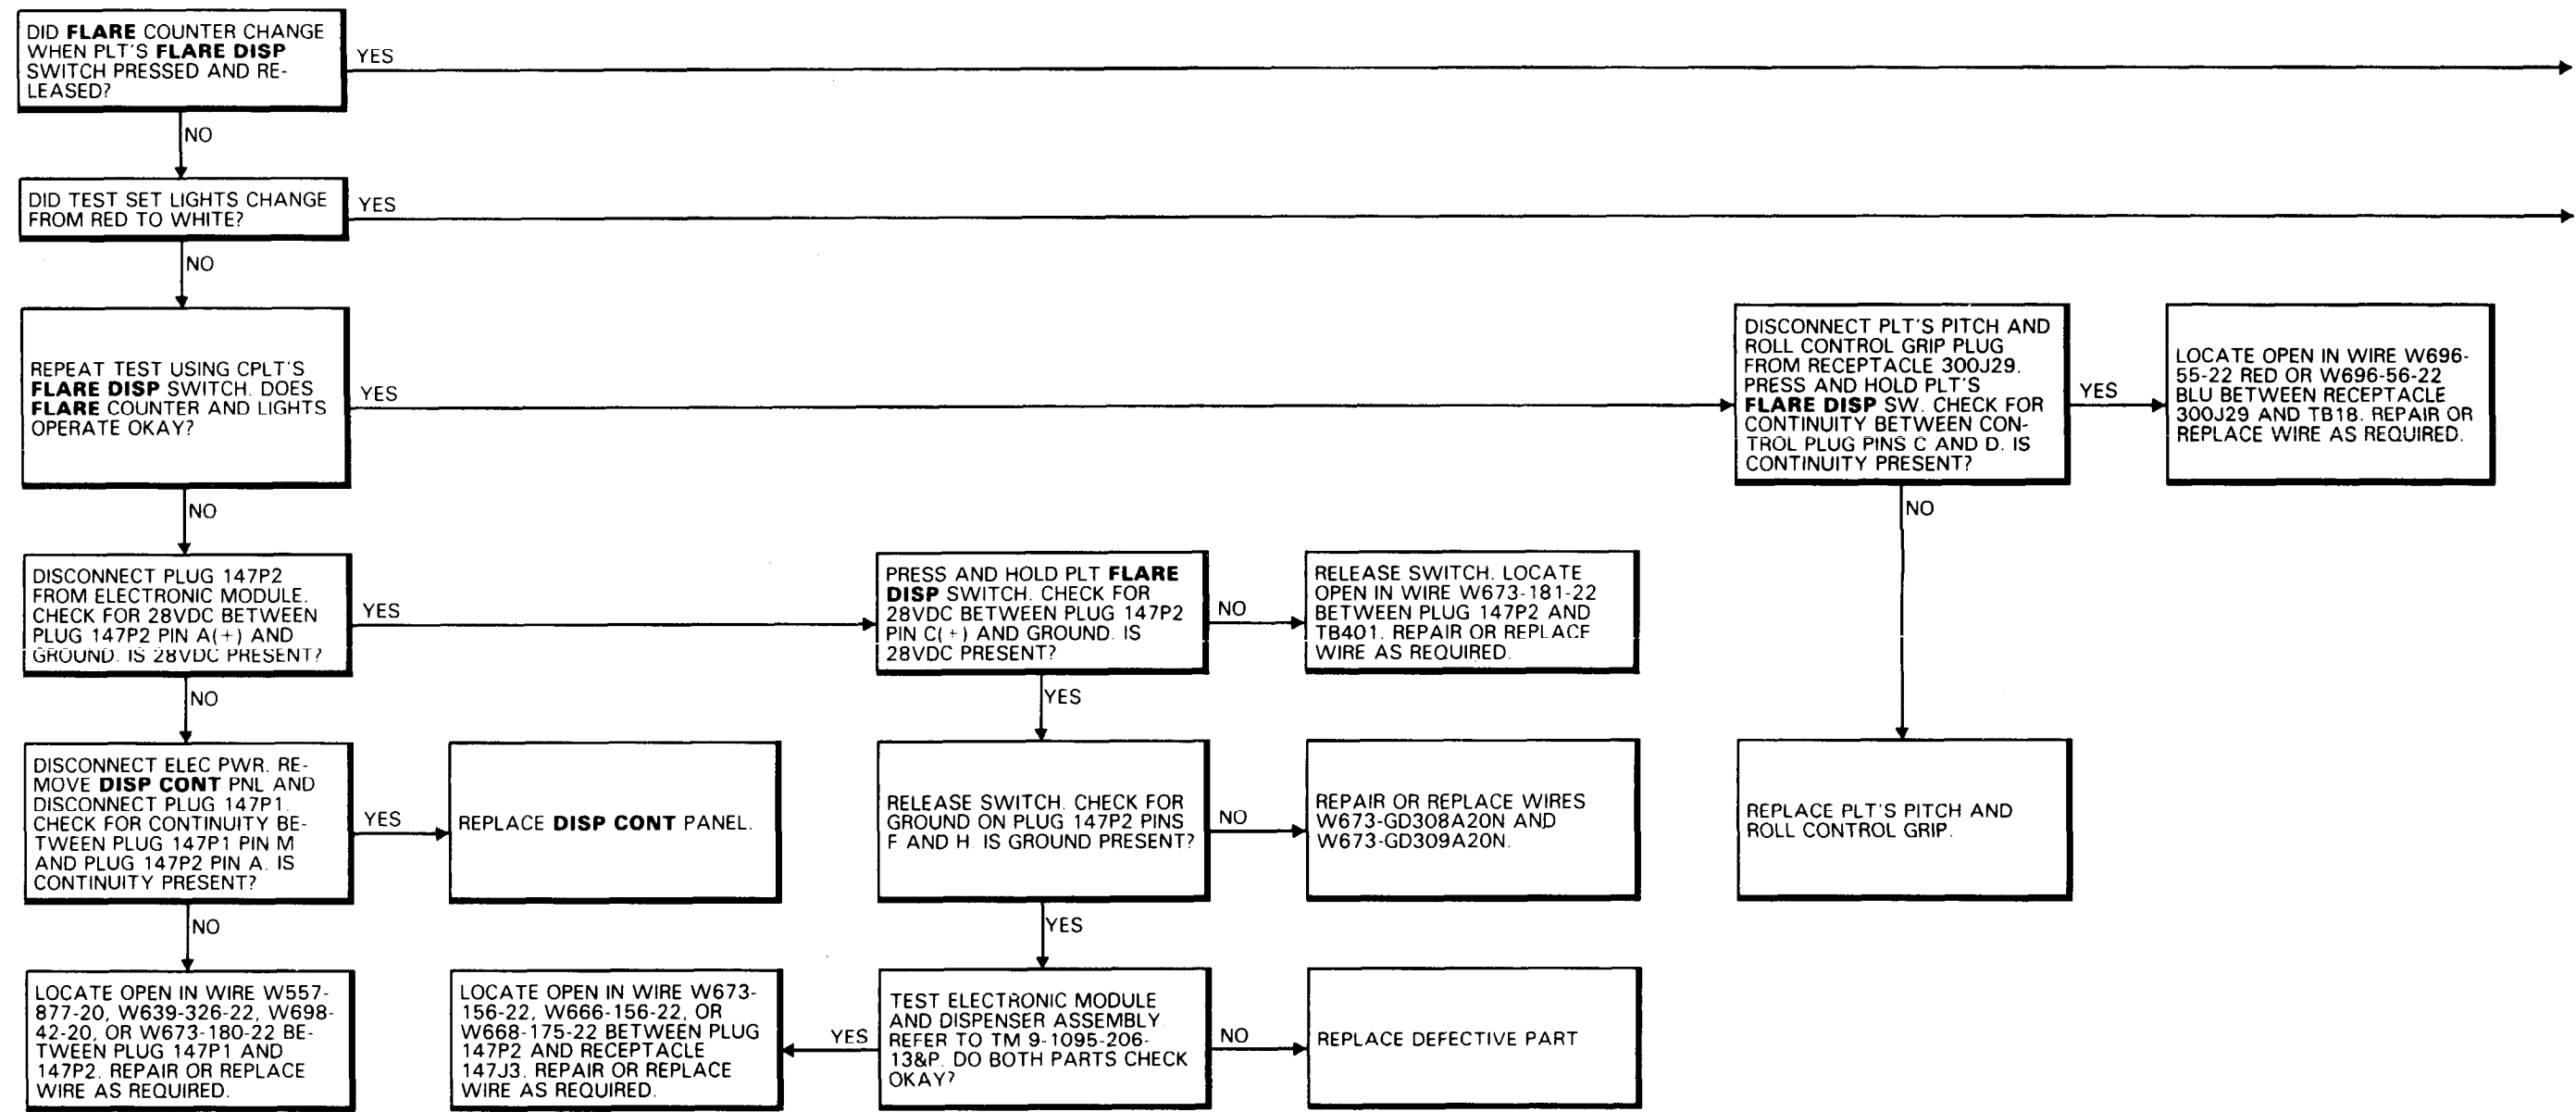 DID FLARE COUNTER CHANGE
WHEN PLT'S FLARE DISP
SWITCH PRESSED AND RE-
LEASED?
YES
NO
DID TEST SET LIGHTS CHANGE
FROM RED TO WHITE?
YES
NO
REPEAT TEST USING CPLT'S
FLARE DISP SWITCH. DOES
FLARE COUNTER AND LIGHTS
OPERATE OKAY?
YES
DISCONNECT PLT'S PITCH AND
ROLL CONTROL GRIP PLUG
FROM RECEPTACLE 300J29.
PRESS AND HOLD PLT'S
FLARE DISP SW. CHECK FOR
CONTINUITY BETWEEN CON-
TROL PLUG PINS C AND D. IS
CONTINUITY PRESENT?
YES
LOCATE OPEN IN WIRE W696-
55-22 RED OR W696-56-22
BLU BETWEEN RECEPTACLE
300J29 AND TB18. REPAIR OR
REPLACE WIRE AS REQUIRED.
NO
NO
DISCONNECT PLUG 147P2
FROM ELECTRONIC MODULE.
CHECK FOR 28VDC BETWEEN
PLUG 147P2 PIN A(+) AND
GROUND. IS 28VDC PRESENT?
YES
PRESS AND HOLD PLT FLARE
DISP SWITCH. CHECK FOR
28VDC BETWEEN PLUG 147P2
PIN C(+) AND GROUND. IS
28VDC PRESENT?
NO
RELEASE SWITCH. LOCATE
OPEN IN WIRE W673-181-22
BETWEEN PLUG 147P2 AND
TB401. REPAIR OR REPLACE
WIRE AS REQUIRED.
NO
YES
DISCONNECT ELEC PWR. RE-
MOVE DISP CONT PNL AND
DISCONNECT PLUG 147P1.
CHECK FOR CONTINUITY BE-
TWEEN PLUG 147P1 PIN M
AND PLUG 147P2 PIN A. IS
CONTINUITY PRESENT?
YES
REPLACE DISP CONT PANEL.
RELEASE SWITCH. CHECK FOR
GROUND ON PLUG 147P2 PINS
F AND H. IS GROUND PRESENT?
NO
REPAIR OR REPLACE WIRES
W673-GD308A20N AND
W673-GD309A20N.
REPLACE PLT'S PITCH AND
ROLL CONTROL GRIP.
NO
YES
LOCATE OPEN IN WIRE W557-
877-20, W639-326-22, W698-
42-20, OR W673-180-22 BE-
TWEEN PLUG 147P1 AND
147P2. REPAIR OR REPLACE
WIRE AS REQUIRED.
LOCATE OPEN IN WIRE W673-
156-22, W666-156-22, OR
W668-175-22 BETWEEN PLUG
147P2 AND RECEPTACLE
147J3. REPAIR OR REPLACE
WIRE AS REQUIRED.
YES
TEST ELECTRONIC MODULE
AND DISPENSER ASSEMBLY.
REFER TO TM 9-1095-206-
13&P. DO BOTH PARTS CHECK
OKAY?
NO
REPLACE DEFECTIVE PART